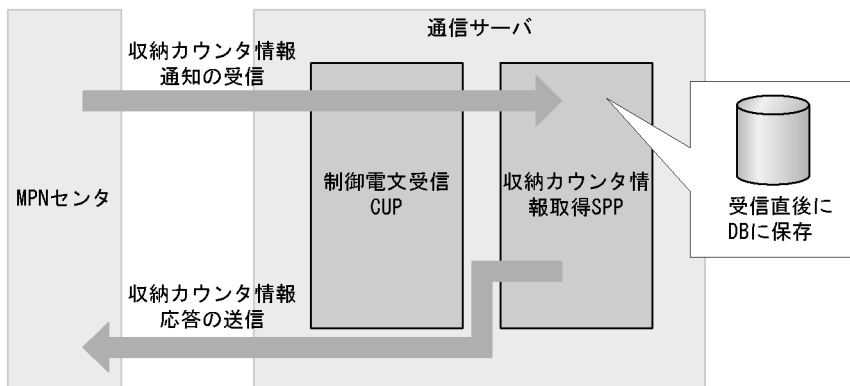 通信サーバ
収納カウンタ情報
通知の受信
MPNセンタ
制御電文受信
CUP
収納カウンタ情
報取得SPP
受信直後に
DBに保存
収納カウンタ情報
応答の送信